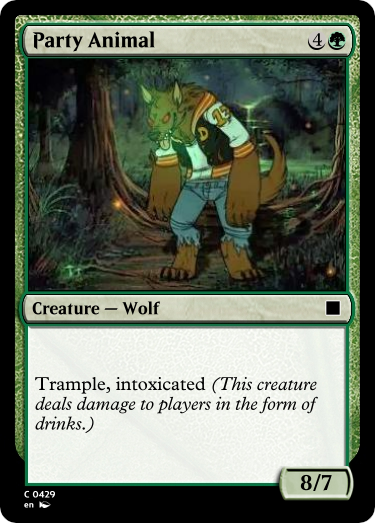 Party Animal 4
Creature — Wolf
Trample, intoxicated (This creature
deals damage to players in the form of
drinks.)
8/7
C 0429
en